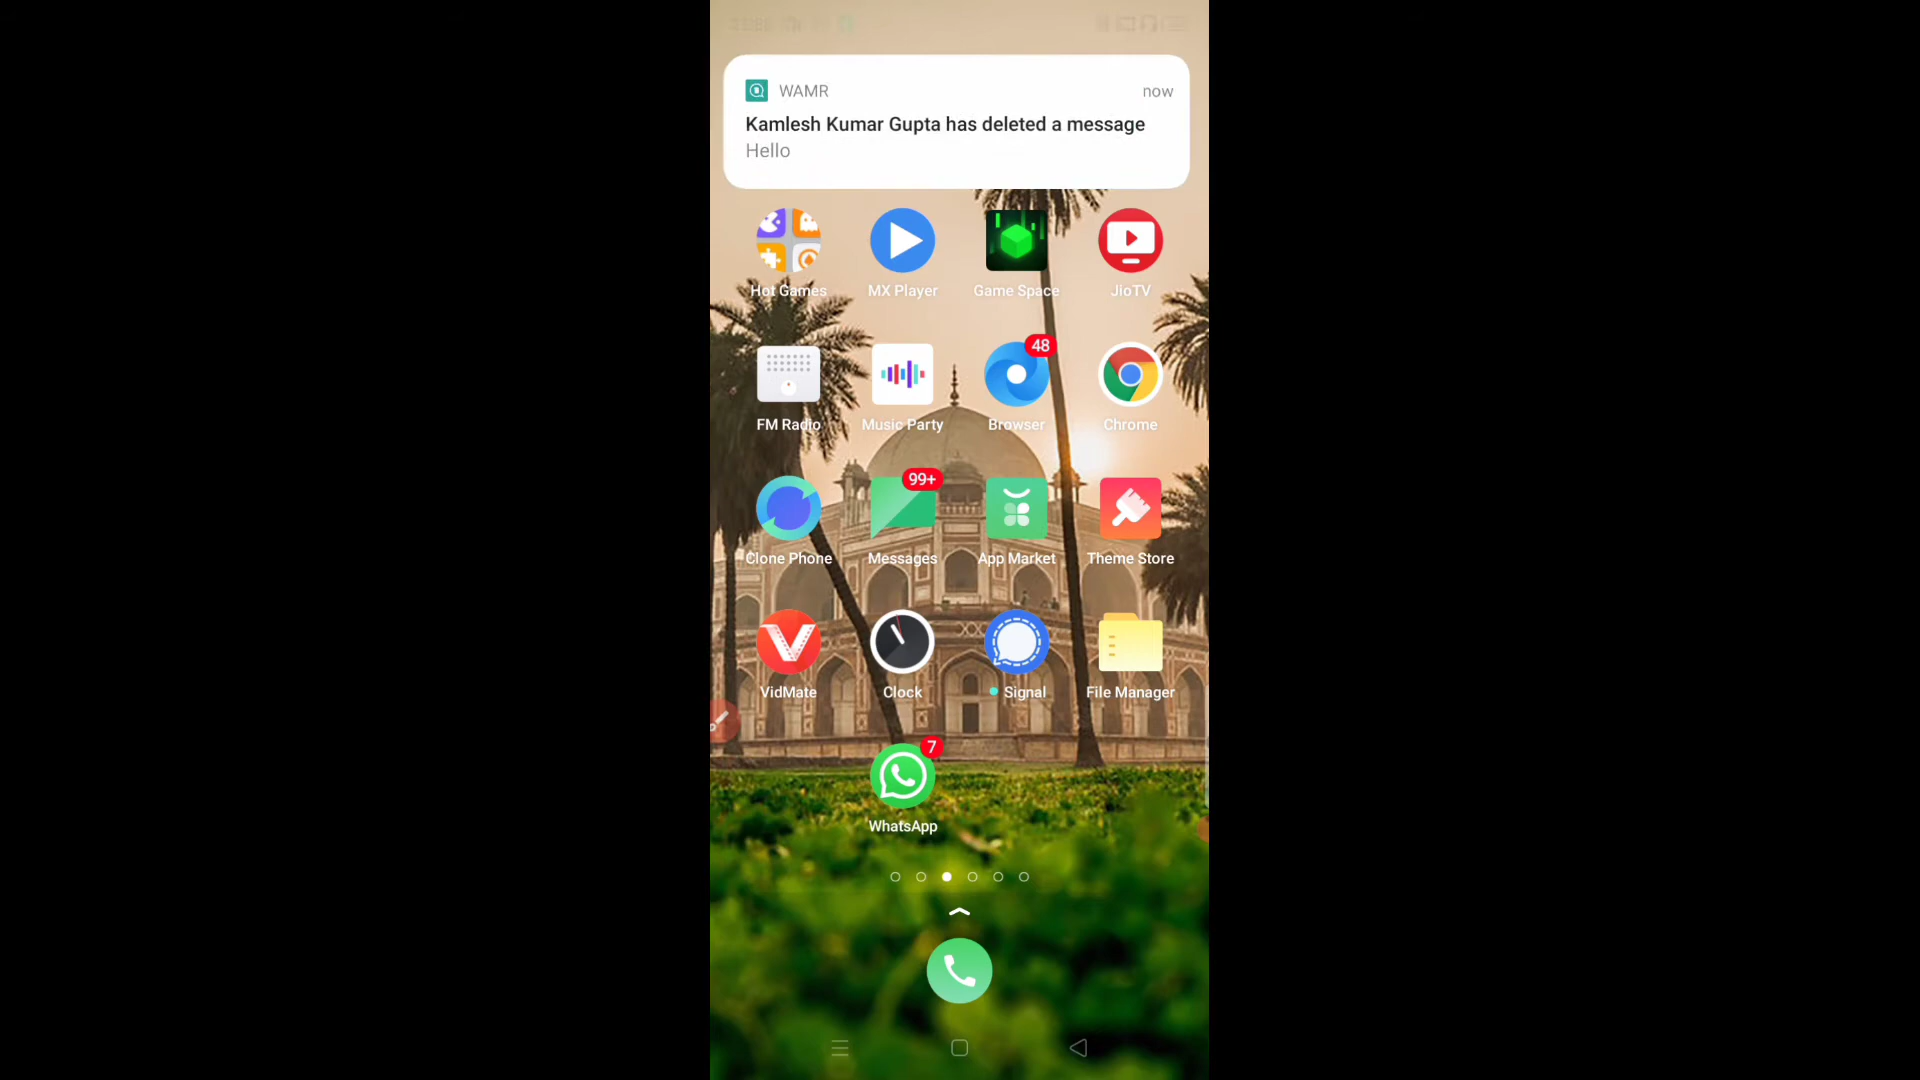 WAMR now
Kamlesh Kumar Gupta has deleted a message
Hello
Hot Games MX Player Game Space JioTV
48
FM Radio Music Party Browser Chrome
99+
Clone Phone Messages App Market Theme Store
VidMate Clock Signal File Manager
7
WhatsApp